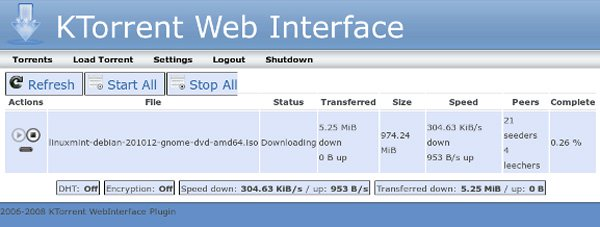 KTorrent Web Interface
Torrents Load Torrent Settings Logout Shutdown
Refresh Start All Stop All
Actions File Status Transferred Size Speed Peers Complete
linuxmint-debian-201012-gnome-dvd-amd64.iso Downloading 5.25 MiB down 0 B up 974.24 MiB 304.63 KiB/s down 953 B/s up 21 seeders 4 leechers 0.26 %
DHT: Off Encryption: Off Speed down: 304.63 KiB/s / up: 953 B/s Transferred down: 5.25 MiB / up: 0 B
2006-2008 KTorrent WebInterface Plugin